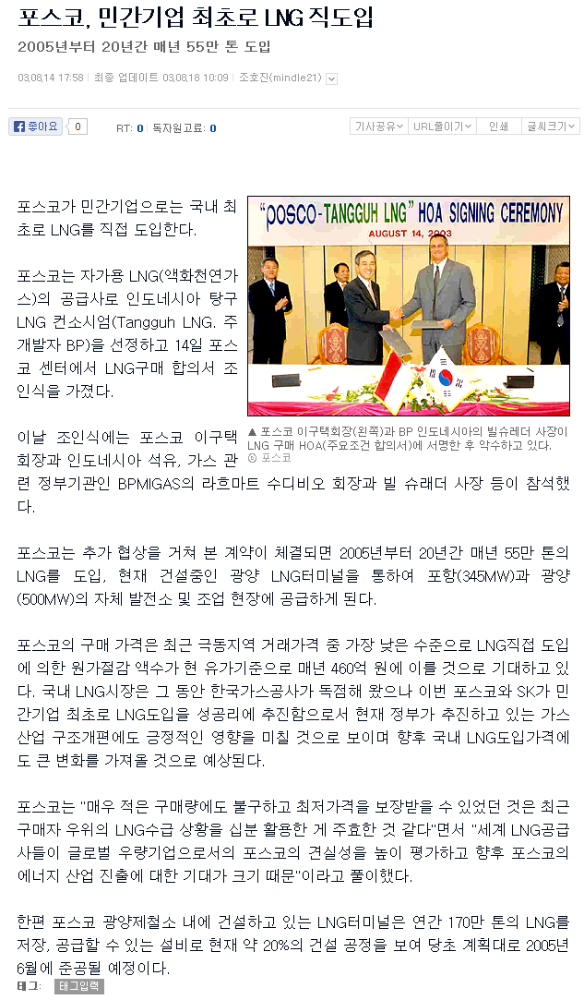 포스코, 민간기업 최초로 LNG 직도입
2005년부터 20년간 매년 55만 톤 도입
03.08.14 17:58 | 최종 업데이트 03.08.18 10:09 | 조호진(mindle21)
좋아요 0 RT: 0 | 독자원고료: 0 기사공유 URL줄이기 인쇄 글씨크기
포스코가 민간기업으로는 국내 최
초로 LNG를 직접 도입한다.
포스코는 자가용 LNG(액화천연가
스)의 공급사로 인도네시아 탕구
LNG 컨소시엄(Tangguh LNG. 주
개발자 BP)을 선정하고 14일 포스
코 센터에서 LNG구매 합의서 조
인식을 가졌다.
"posco-TANGGUH LNG" HOA SIGNING CEREMONY
AUGUST 14, 2003
▲ 포스코 이구택회장(왼쪽)과 BP 인도네시아의 빌슈레더 사장이
LNG 구매 HOA(주요조건 합의서)에 서명한 후 악수하고 있다.
ⓒ 포스코
이날 조인식에는 포스코 이구택
회장과 인도네시아 석유, 가스 관
련 정부기관인 BPMIGAS의 라흐마트 수디비오 회장과 빌 슈래더 사장 등이 참석했
다.
포스코는 추가 협상을 거쳐 본 계약이 체결되면 2005년부터 20년간 매년 55만 톤의
LNG를 도입, 현재 건설중인 광양 LNG터미널을 통하여 포항(345MW)과 광양
(500MW)의 자체 발전소 및 조업 현장에 공급하게 된다.
포스코의 구매 가격은 최근 극동지역 거래가격 중 가장 낮은 수준으로 LNG직접 도입
에 의한 원가절감 액수가 현 유가기준으로 매년 460억 원에 이를 것으로 기대하고 있
다. 국내 LNG시장은 그 동안 한국가스공사가 독점해 왔으나 이번 포스코와 SK가 민
간기업 최초로 LNG도입을 성공리에 추진함으로서 현재 정부가 추진하고 있는 가스
산업 구조개편에도 긍정적인 영향을 미칠 것으로 보이며 향후 국내 LNG도입가격에
도 큰 변화를 가져올 것으로 예상된다.
포스코는 "매우 적은 구매량에도 불구하고 최저가격을 보장받을 수 있었던 것은 최근
구매자 우위의 LNG수급 상황을 십분 활용한 게 주효한 것 같다"면서 "세계 LNG공급
사들이 글로벌 우량기업으로서의 포스코의 견실성을 높이 평가하고 향후 포스코의
에너지 산업 진출에 대한 기대가 크기 때문"이라고 풀이했다.
한편 포스코 광양제철소 내에 건설하고 있는 LNG터미널은 연간 170만 톤의 LNG를
저장, 공급할 수 있는 설비로 현재 약 20%의 건설 공정을 보여 당초 계획대로 2005년
6월에 준공될 예정이다.
태그: 태그입력